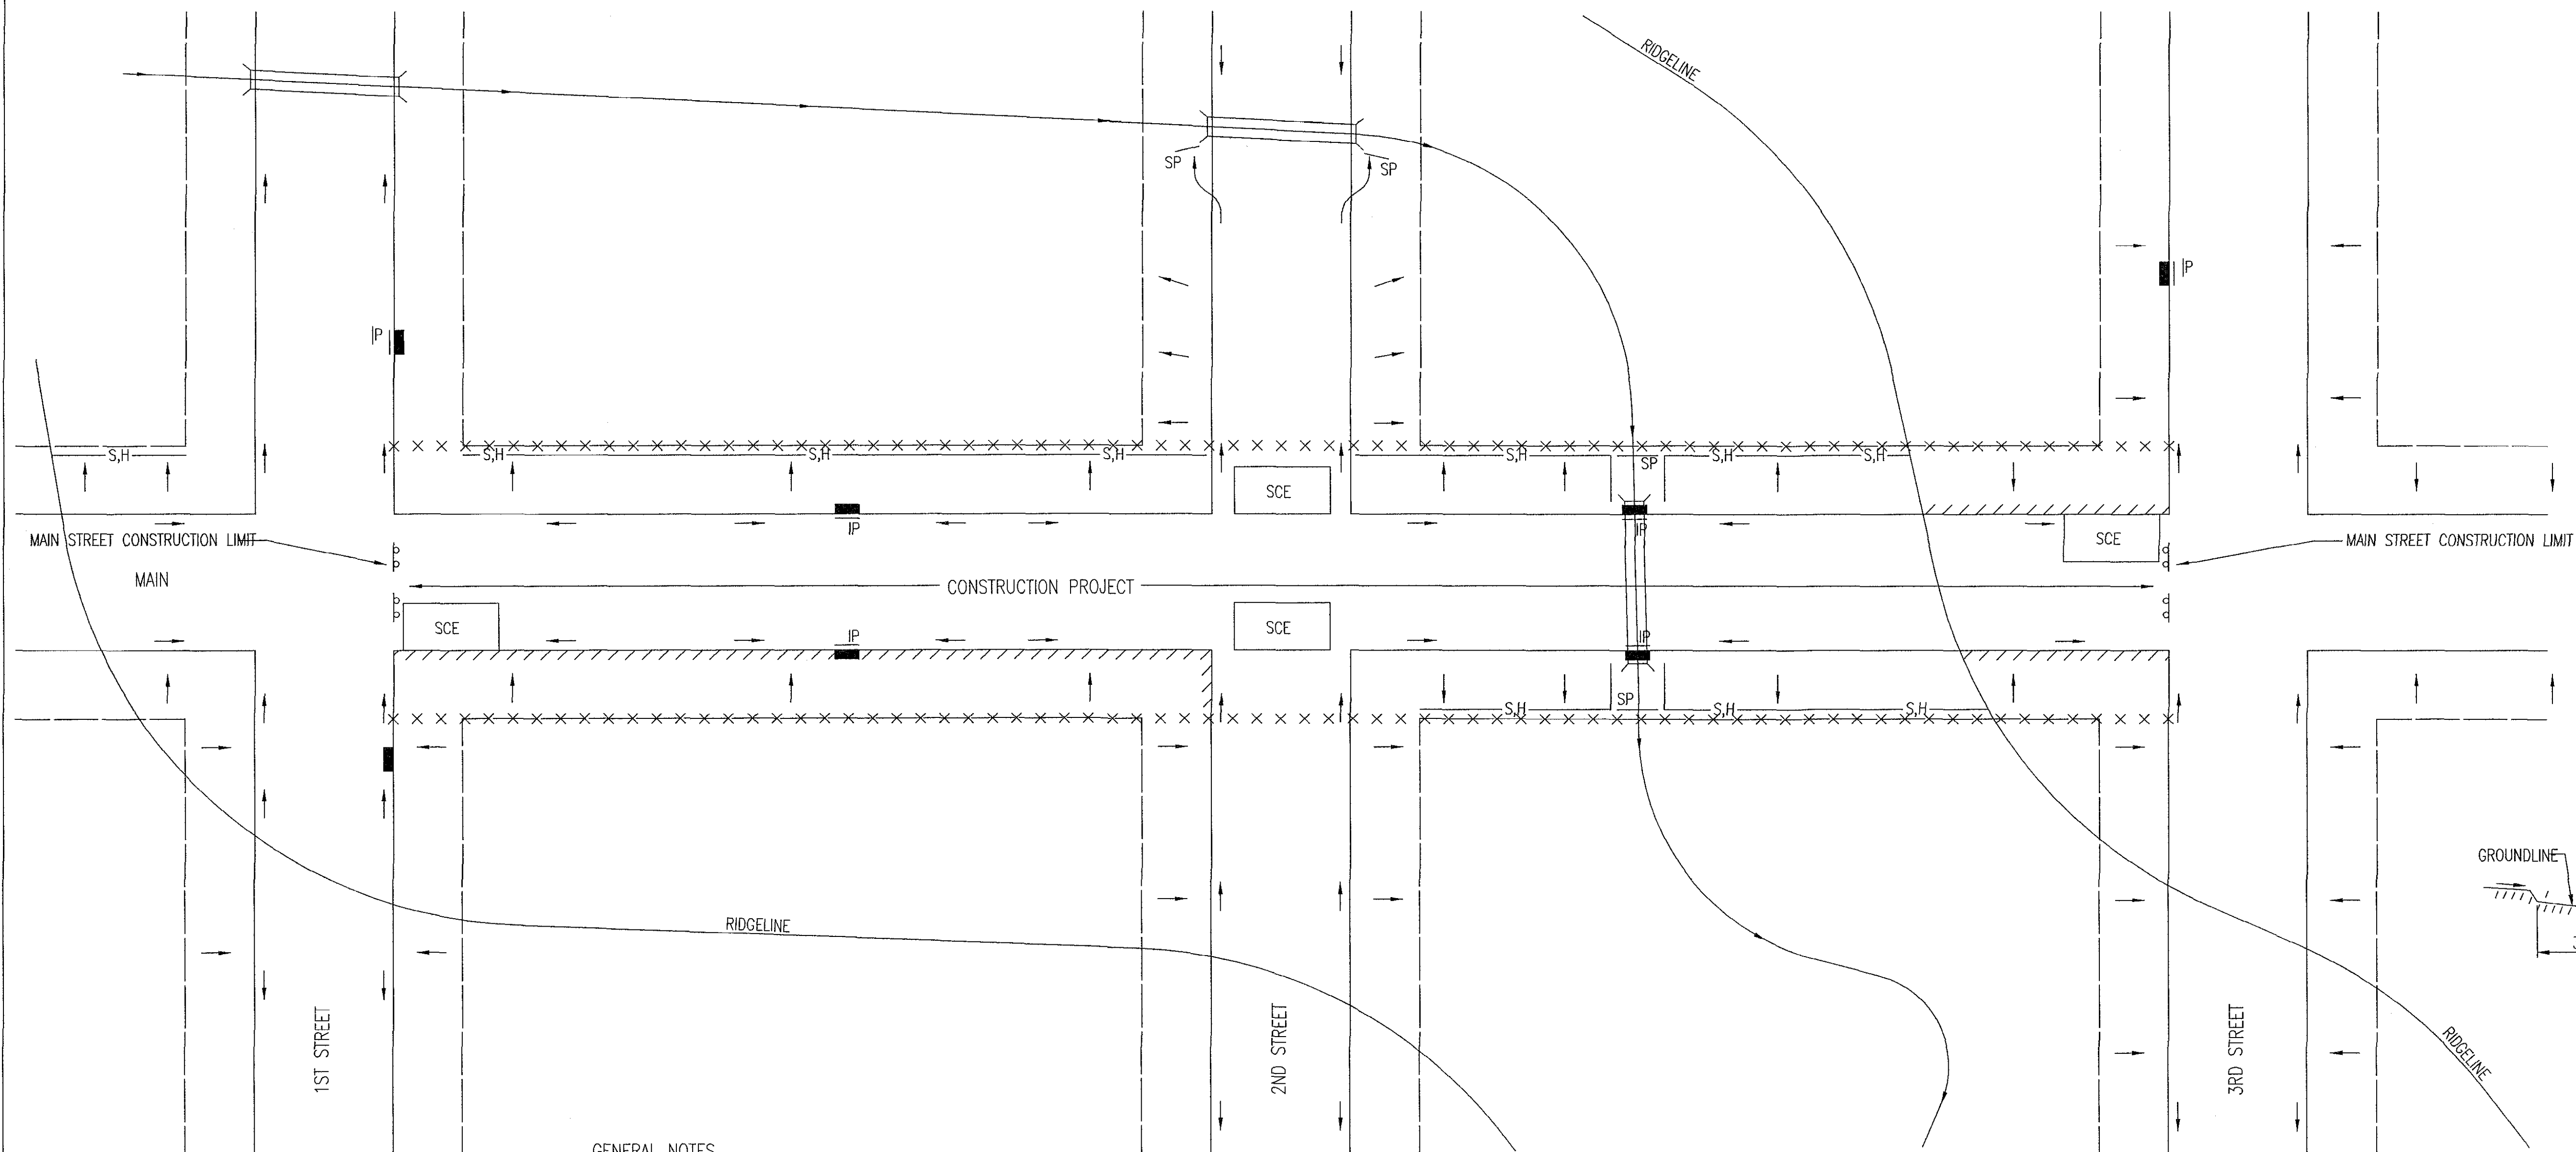 RIDGELINE
SP
SP
IP
IP
S,H
S,H
S,H
S,H
S,H
SP
S,H
S,H
SCE
IP
IP
SCE
MAIN STREET CONSTRUCTION LIMIT
MAIN STREET CONSTRUCTION LIMIT
MAIN
CONSTRUCTION PROJECT
SCE
SCE
IP
IP
S,H
SP
S,H
S,H
GROUNDLINE
RIDGELINE
1ST STREET
2ND STREET
3RD STREET
RIDGELINE
GENERAL NOTES